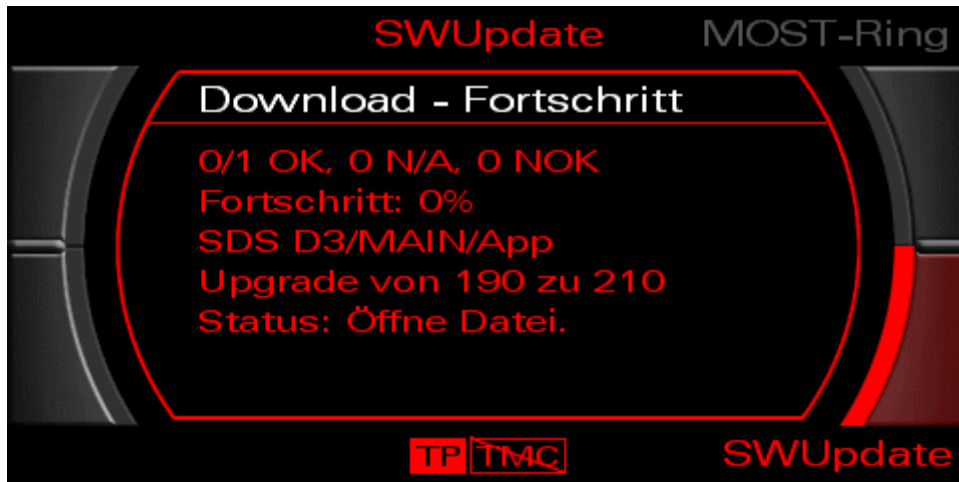 SWUpdate MOST-Ring
Download - Fortschritt
0/1 OK, 0 N/A, 0 NOK
Fortschritt: 0%
SDS D3/MAIN/App
Upgrade von 190 zu 210
Status: Öffne Datei.
TP TMC SWUpdate